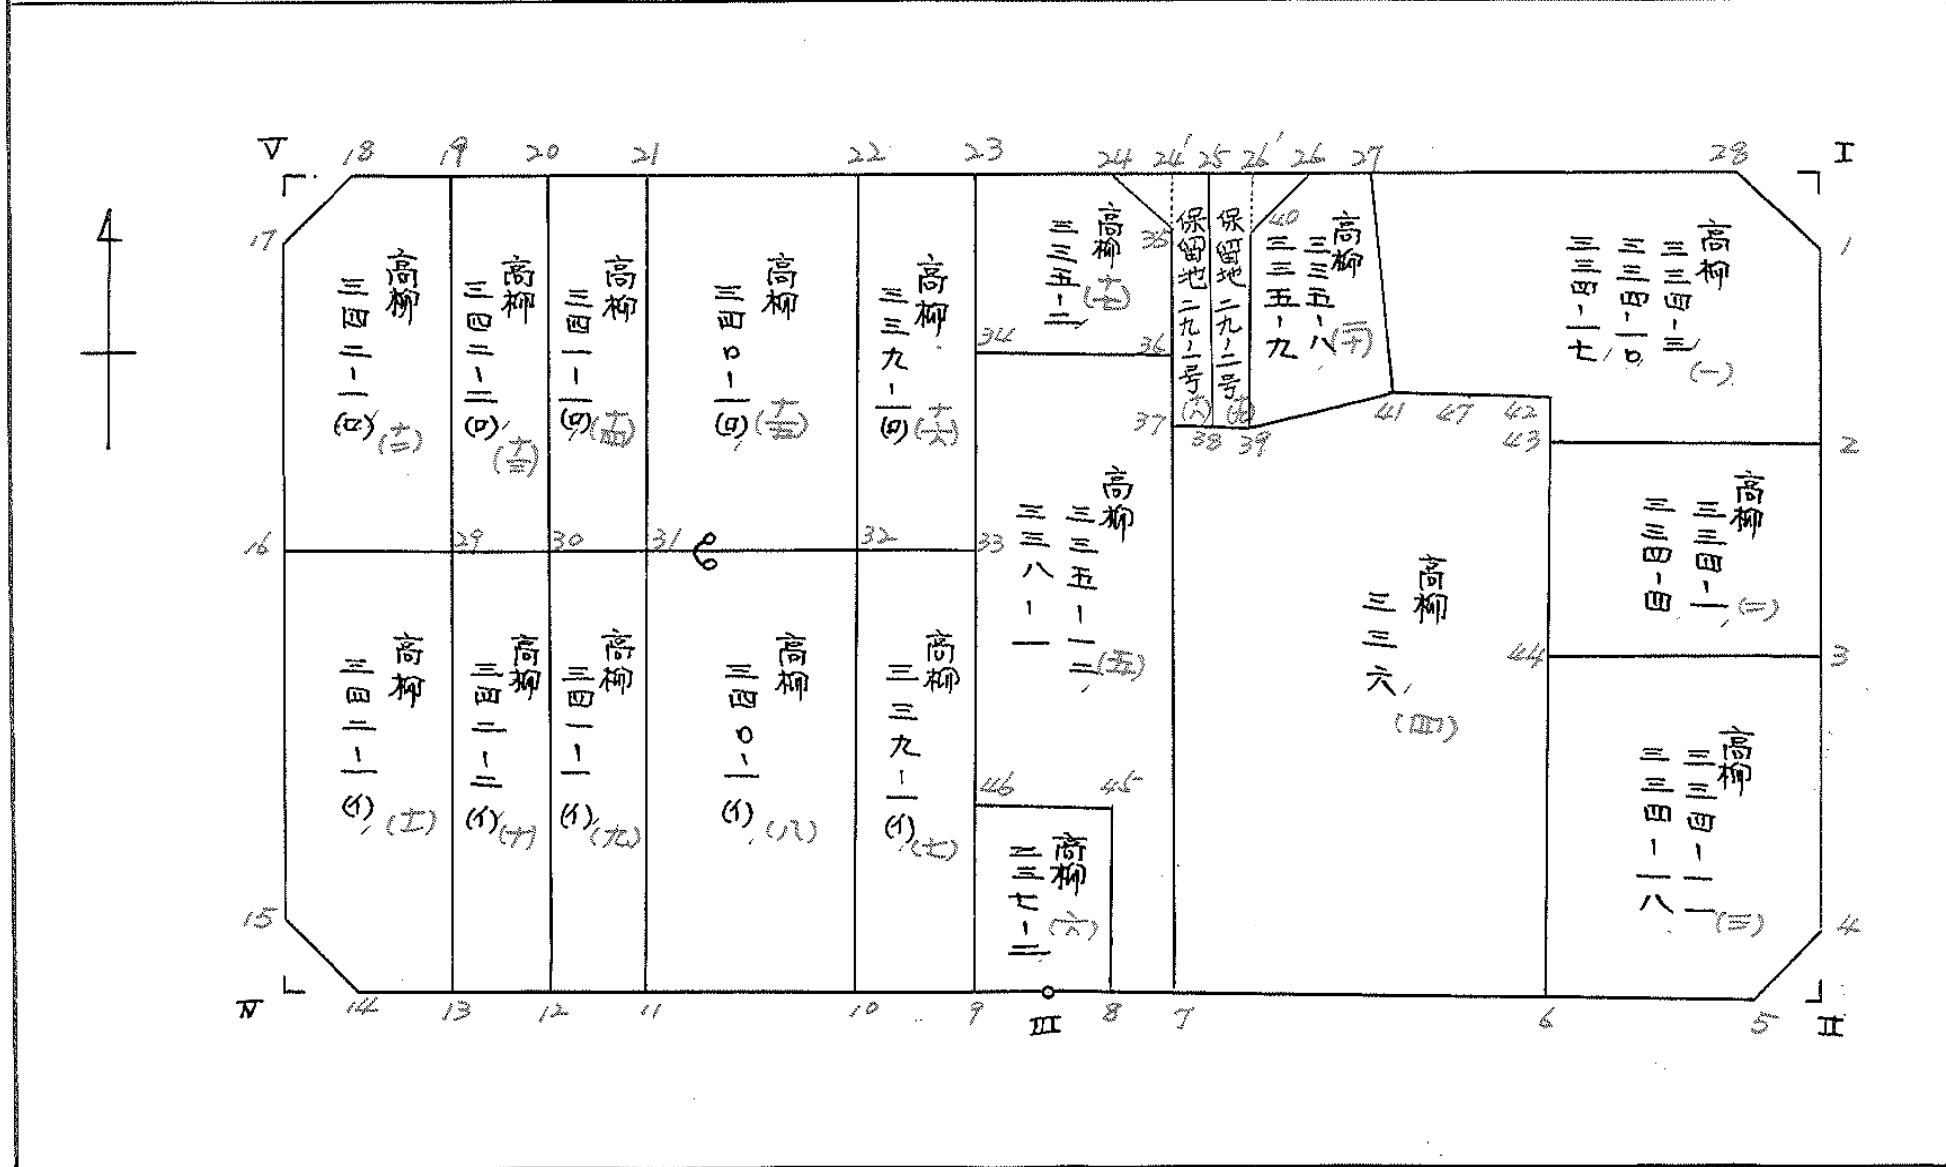 V
18
19
20
21
22
23
24
24'
25
26'
26
27
28
I
17
1
高柳
三四二-一
(ロ)
(十二)
高柳
三四二-二
(ロ)
(十三)
高柳
三四一-一
(ロ)
(十四)
高柳
三四〇-一
(ロ)
(十五)
高柳
三三九-一
(ロ)
(十六)
高柳
三三五-二
(十七)
35
保留地 二九-一号
(十八)
保留地 二九-二号
(十九)
40
高柳
三三五-八
三三五-九
(二十)
高柳
三三四-三
三三四-一〇
三三四-一七
(一)
34
36
37
38
39
41
47
42
43
2
16
29
30
31
32
33
高柳
三三五-一二
三三八-一
(五)
高柳
三三六
(四)
高柳
三三四-一
三三四-四
(二)
44
3
高柳
三四二-一
(イ)
(十一)
高柳
三四二-二
(イ)
(十)
高柳
三四一-一
(イ)
(九)
高柳
三四〇-一
(イ)
(八)
高柳
三三九-一
(イ)
(七)
46
45
高柳
三三七-二
(六)
高柳
三三四-一一
三三四-一八
(三)
15
4
IV
14
13
12
11
10
9
III
8
7
6
5
II